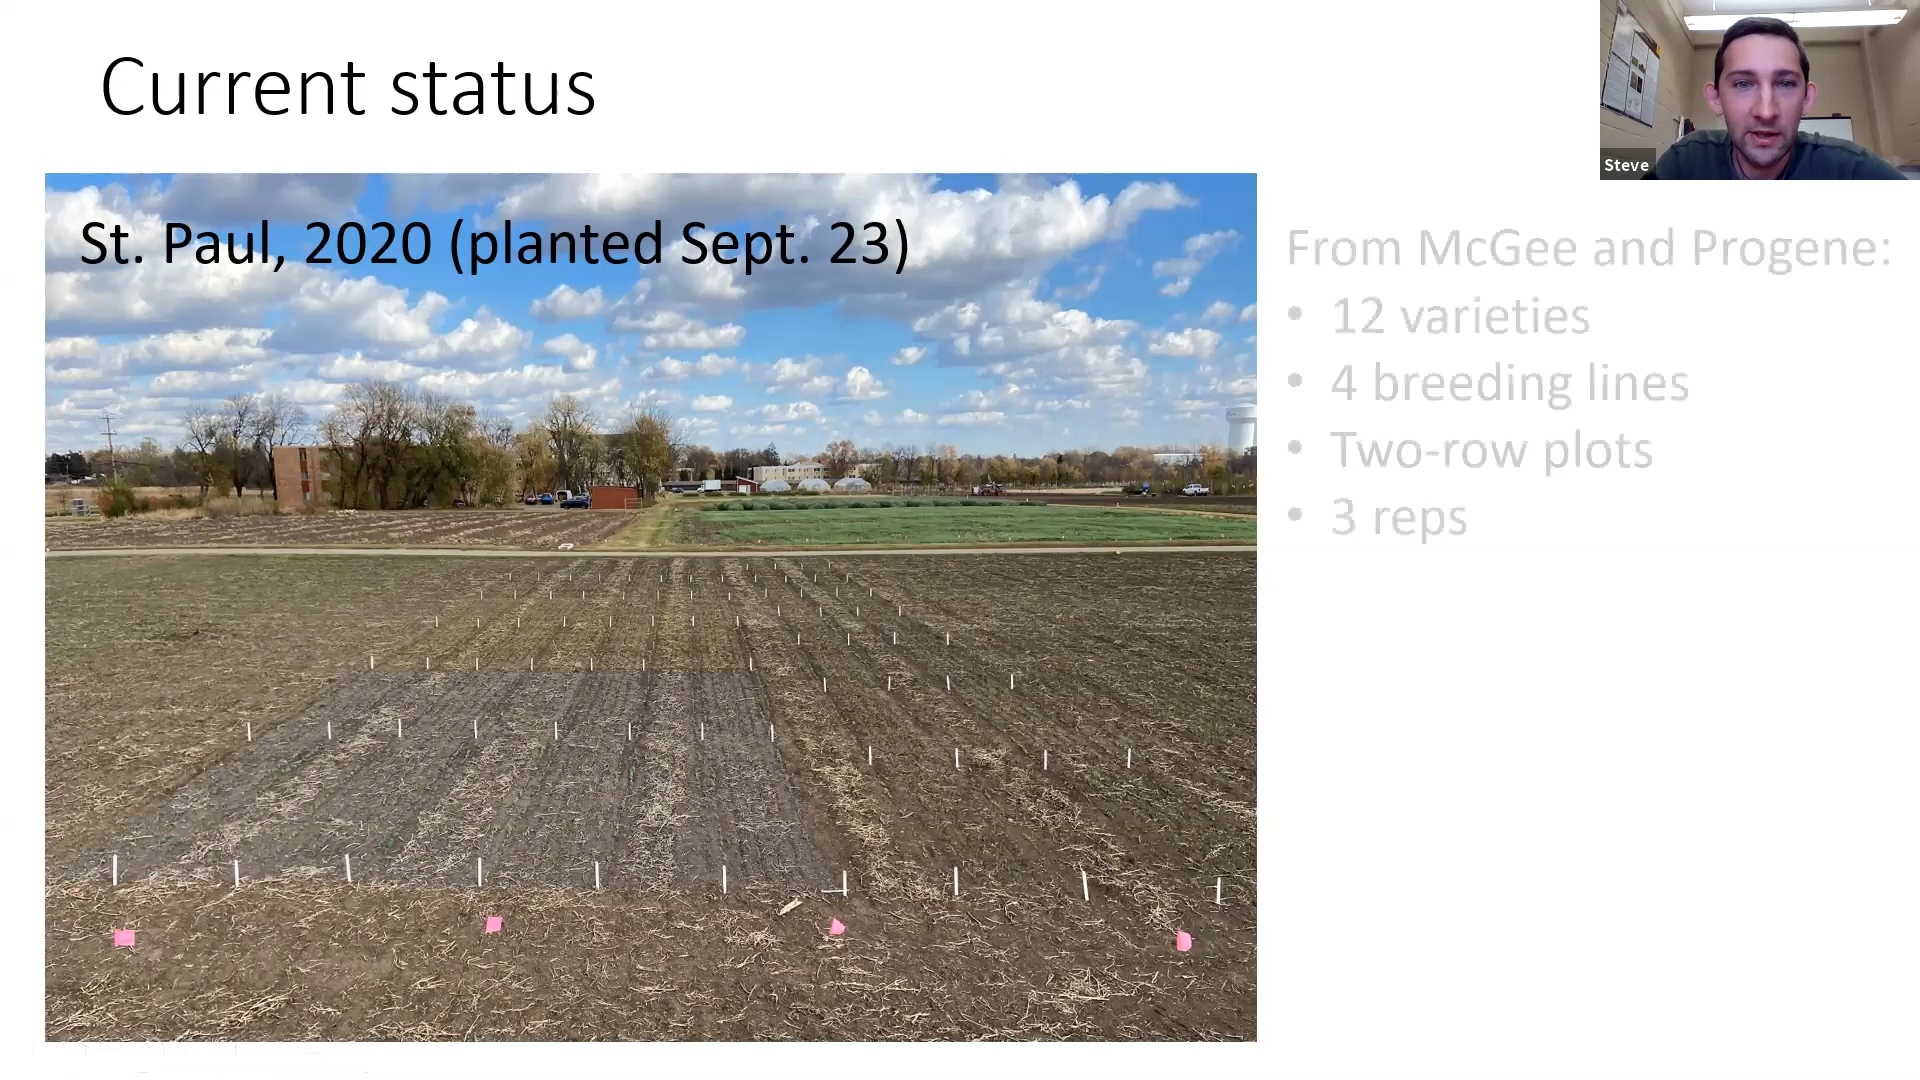 Current status
Steve
St. Paul, 2020 (planted Sept. 23)
From McGee and Progene:
• 12 varieties
• 4 breeding lines
• Two-row plots
• 3 reps